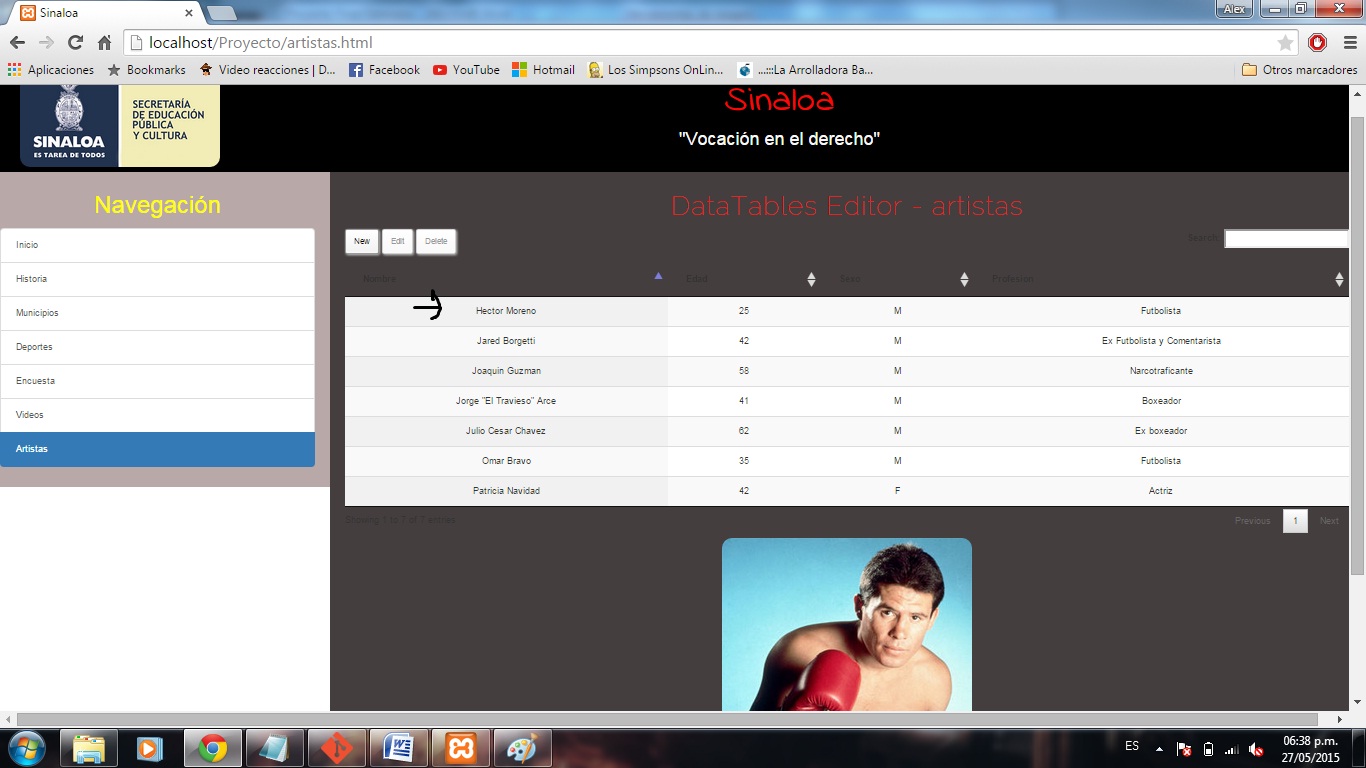 Sinaloa
Alex
localhost/Proyecto/artistas.html
Aplicaciones Bookmarks Video reacciones | D... Facebook YouTube Hotmail Los Simpsons OnLin... ...:::La Arrolladora Ba... Otros marcadores
SINALOA
ES TAREA DE TODOS
SECRETARÍA
DE EDUCACIÓN
PÚBLICA
Y CULTURA
Sinaloa
"Vocación en el derecho"
Navegación
Inicio
Historia
Municipios
Deportes
Encuesta
Videos
Artistas
DataTables Editor - artistas
New Edit Delete Search:
Nombre Edad Sexo Profesion
Hector Moreno 25 M Futbolista
Jared Borgetti 42 M Ex Futbolista y Comentarista
Joaquin Guzman 58 M Narcotraficante
Jorge "El Travieso" Arce 41 M Boxeador
Julio Cesar Chavez 62 M Ex boxeador
Omar Bravo 35 M Futbolista
Patricia Navidad 42 F Actriz
Showing 1 to 7 of 7 entries Previous 1 Next
ES
06:38 p.m.
27/05/2015